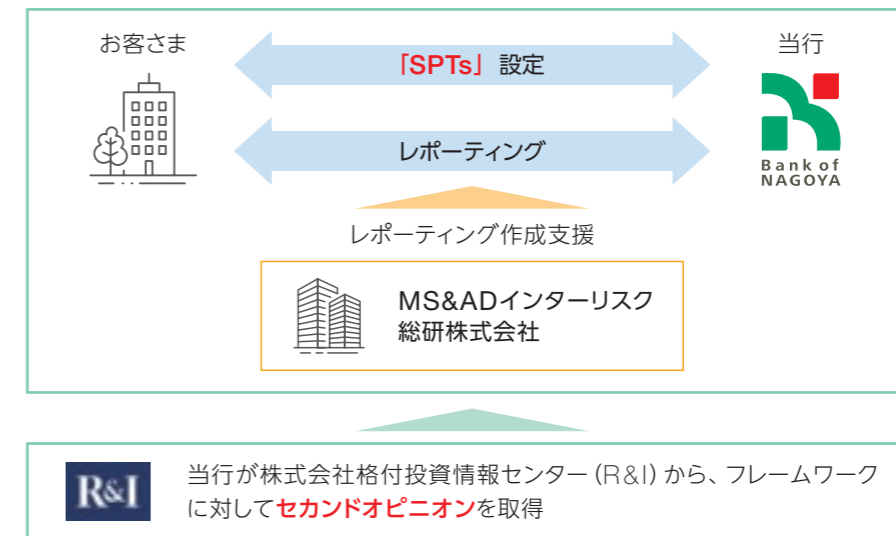 お客さま
「SPTs」設定
当行
レポーティング
Bank of
NAGOYA
レポーティング作成支援
MS&ADインターリスク
総研株式会社
R&I
当行が株式会社格付投資情報センター(R&I)から、フレームワーク
に対してセカンドオピニオンを取得